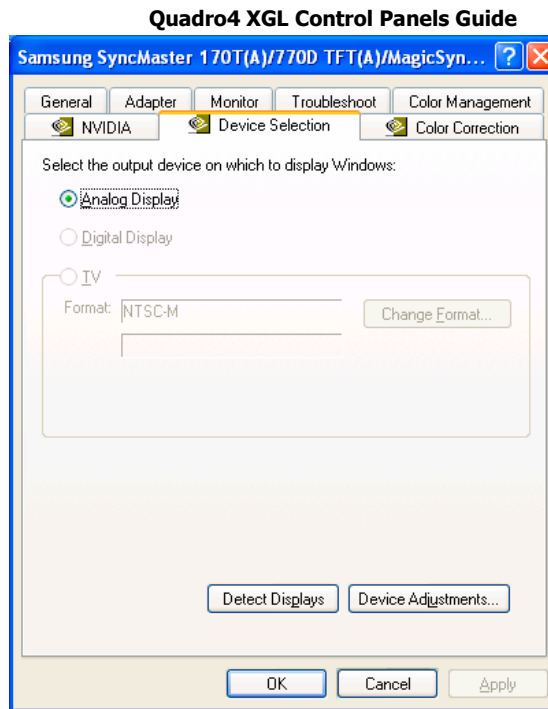 Quadro4 XGL Control Panels Guide
Samsung SyncMaster 170T(A)/770D TFT(A)/MagicSyn...
General Adapter Monitor Troubleshoot Color Management
NVIDIA Device Selection Color Correction
Select the output device on which to display Windows:
Analog Display
Digital Display
TV
Format: NTSC-M Change Format...
Detect Displays Device Adjustments...
OK Cancel Apply